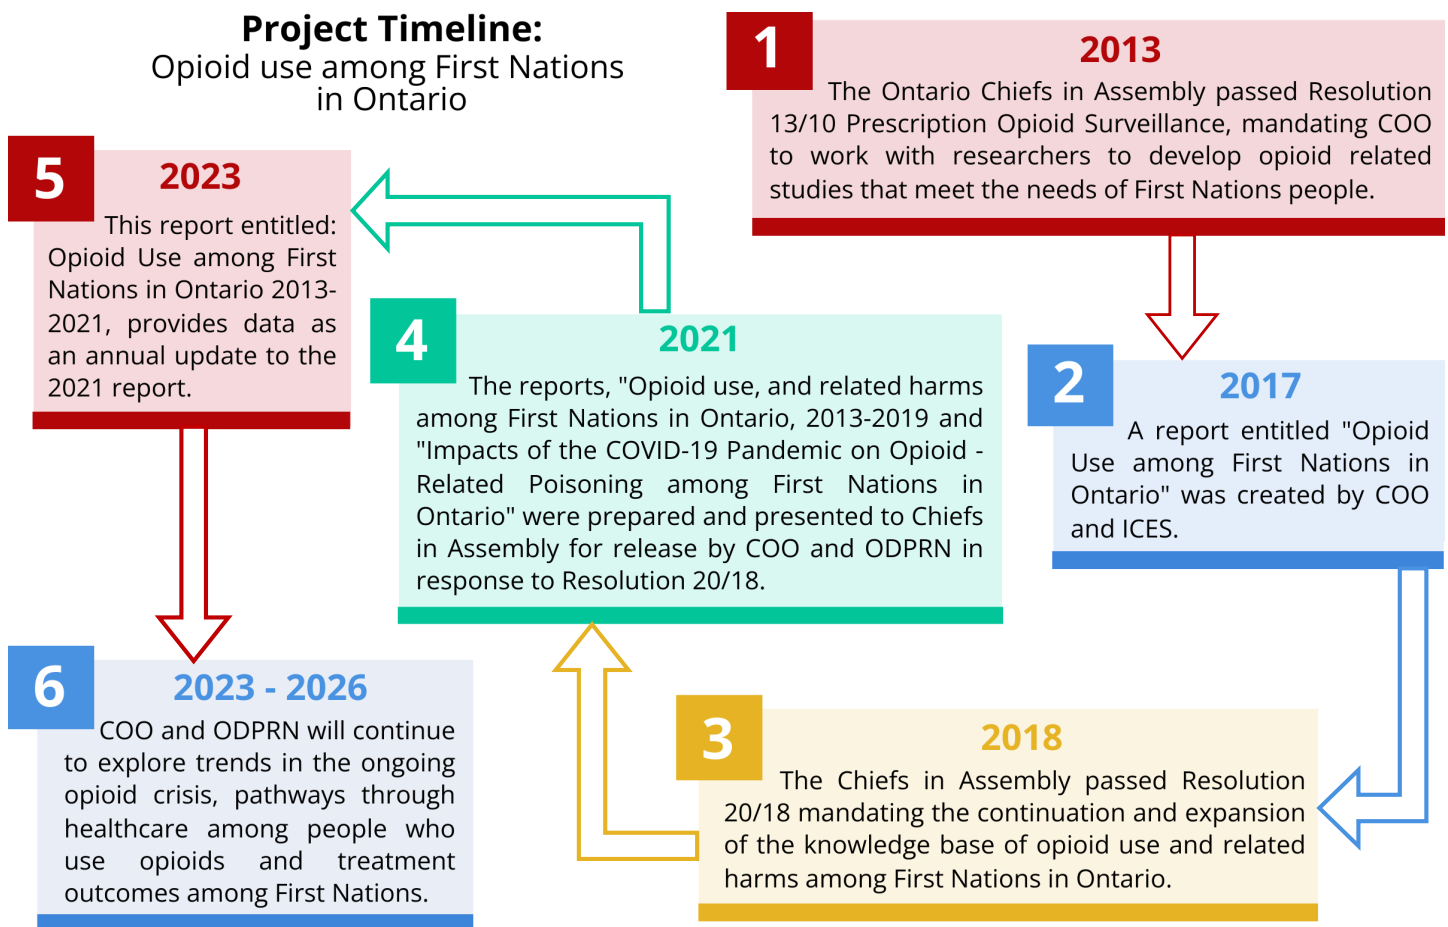 Project Timeline:
Opioid use among First Nations
in Ontario
1
2013
The Ontario Chiefs in Assembly passed Resolution
13/10 Prescription Opioid Surveillance, mandating COO
to work with researchers to develop opioid related
studies that meet the needs of First Nations people.
2
2017
A report entitled "Opioid
Use among First Nations in
Ontario" was created by COO
and ICES.
3
2018
The Chiefs in Assembly passed Resolution
20/18 mandating the continuation and expansion
of the knowledge base of opioid use and related
harms among First Nations in Ontario.
4
2021
The reports, "Opioid use, and related harms
among First Nations in Ontario, 2013-2019 and
"Impacts of the COVID-19 Pandemic on Opioid -
Related Poisoning among First Nations in
Ontario" were prepared and presented to Chiefs
in Assembly for release by COO and ODPRN in
response to Resolution 20/18.
5
2023
This report entitled:
Opioid Use among First
Nations in Ontario 2013-
2021, provides data as
an annual update to the
2021 report.
6
2023 - 2026
COO and ODPRN will continue
to explore trends in the ongoing
opioid crisis, pathways through
healthcare among people who
use opioids and treatment
outcomes among First Nations.